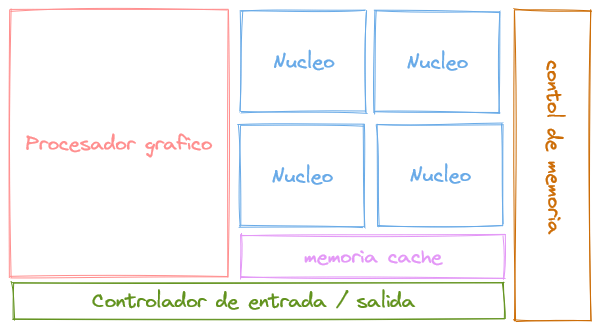 Procesador grafico
Nucleo
Nucleo
Nucleo
Nucleo
memoria cache
Controlador de entrada / salida
contol de memoria